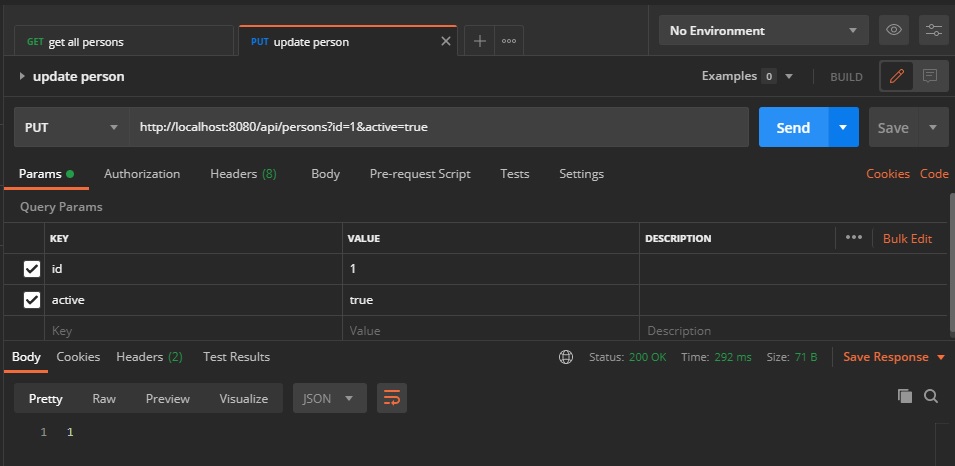 No Environment
GET get all persons
PUT update person
update person
Examples 0
BUILD
PUT http://localhost:8080/api/persons?id=1&active=true
Send
Save
Params Authorization Headers (8) Body Pre-request Script Tests Settings
Cookies Code
Query Params
KEY VALUE DESCRIPTION
Bulk Edit
id 1
active true
Key Value Description
Body Cookies Headers (2) Test Results
Status: 200 OK Time: 292 ms Size: 71 B
Save Response
Pretty Raw Preview Visualize JSON
1 1